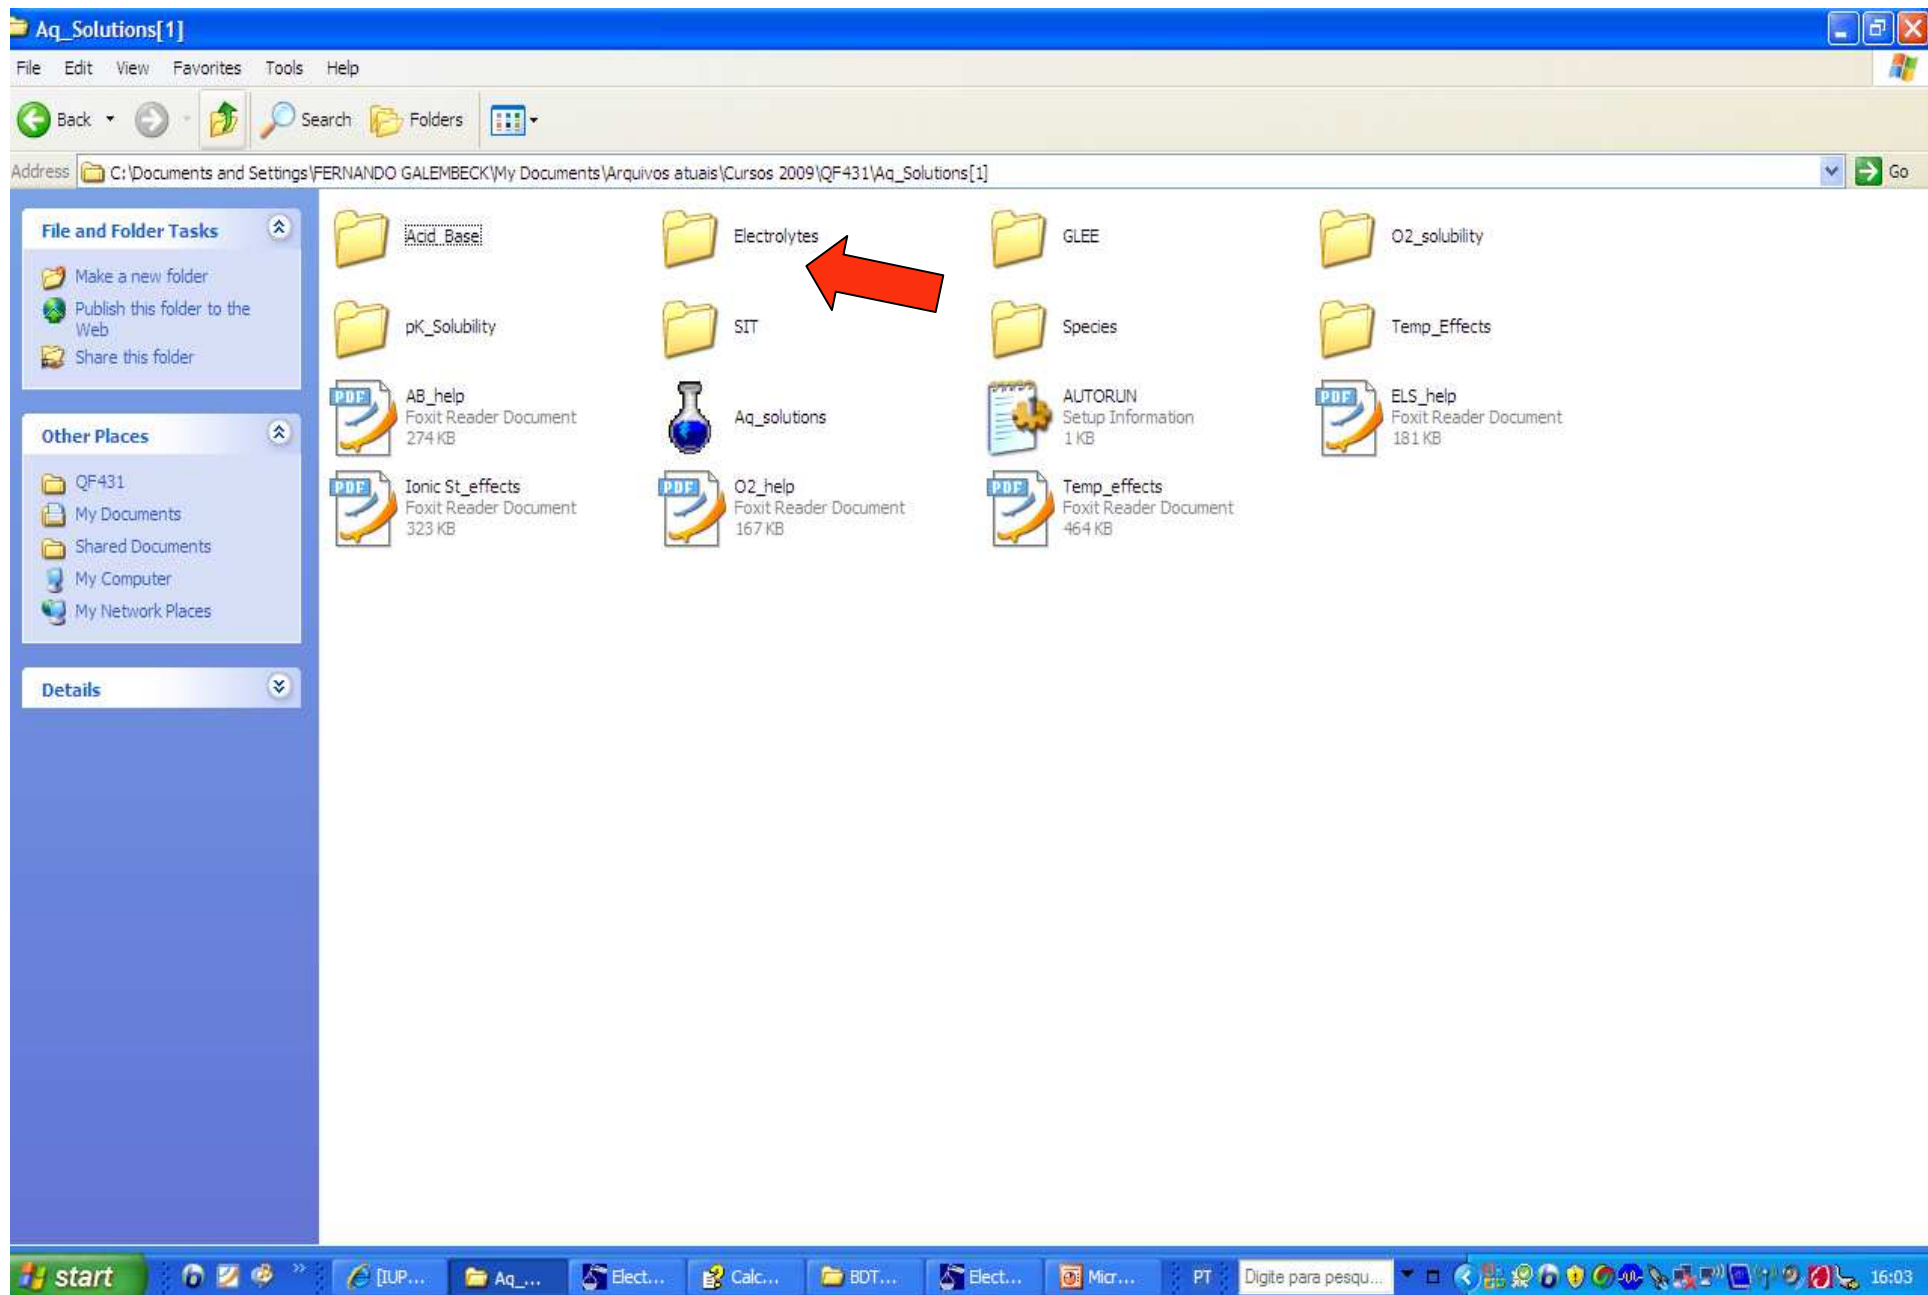 Aq_Solutions[1]
File Edit View Favorites Tools Help
Back Search Folders
Address C:\Documents and Settings\FERNANDO GALEMBECK\My Documents\Arquivos atuais\Cursos 2009\QF431\Aq_Solutions[1] Go
File and Folder Tasks
Make a new folder
Publish this folder to the
Web
Share this folder
Other Places
QF431
My Documents
Shared Documents
My Computer
My Network Places
Details
Acid_Base
Electrolytes
GLEE
O2_solubility
pK_Solubility
SIT
Species
Temp_Effects
PDF
AB_help
Foxit Reader Document
274 KB
Aq_solutions
AUTORUN
Setup Information
1 KB
PDF
ELS_help
Foxit Reader Document
181 KB
PDF
Ionic St_effects
Foxit Reader Document
323 KB
PDF
O2_help
Foxit Reader Document
167 KB
PDF
Temp_effects
Foxit Reader Document
464 KB
start [IUP... Aq_... Elect... Calc... BDT... Elect... Micr... PT Digite para pesqu... 16:03